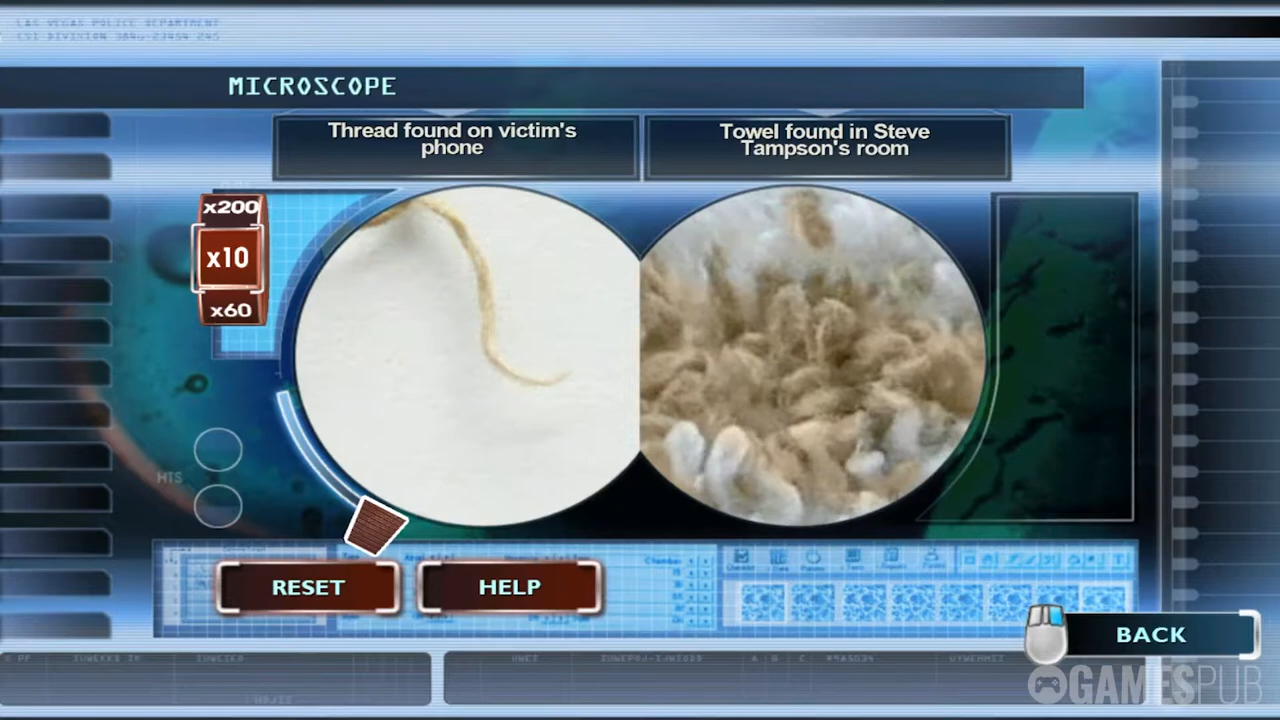 LAS VEGAS POLICE DEPARTMENT
MICROSCOPE
Thread found on victim's
phone
Towel found in Steve
Tampson's room
x200
x10
x60
HTS
RESET
HELP
BACK
GAMESPUB